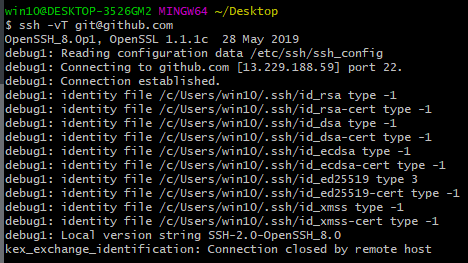 win10@DESKTOP-3526GM2 MINGW64 ~/Desktop
$ ssh -vT git@github.com
OpenSSH_8.0p1, OpenSSL 1.1.1c  28 May 2019
debug1: Reading configuration data /etc/ssh/ssh_config
debug1: Connecting to github.com [13.229.188.59] port 22.
debug1: Connection established.
debug1: identity file /c/Users/win10/.ssh/id_rsa type -1
debug1: identity file /c/Users/win10/.ssh/id_rsa-cert type -1
debug1: identity file /c/Users/win10/.ssh/id_dsa type -1
debug1: identity file /c/Users/win10/.ssh/id_dsa-cert type -1
debug1: identity file /c/Users/win10/.ssh/id_ecdsa type -1
debug1: identity file /c/Users/win10/.ssh/id_ecdsa-cert type -1
debug1: identity file /c/Users/win10/.ssh/id_ed25519 type 3
debug1: identity file /c/Users/win10/.ssh/id_ed25519-cert type -1
debug1: identity file /c/Users/win10/.ssh/id_xmss type -1
debug1: identity file /c/Users/win10/.ssh/id_xmss-cert type -1
debug1: Local version string SSH-2.0-OpenSSH_8.0
kex_exchange_identification: Connection closed by remote host